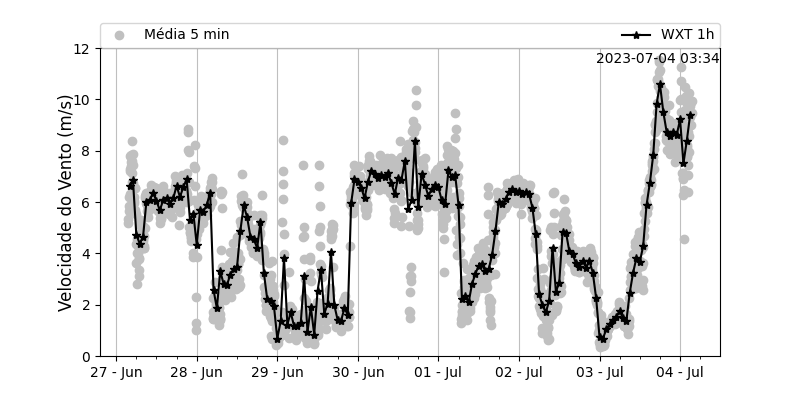 Média 5 min
WXT 1h
2023-07-04 03:34
Velocidade do Vento (m/s)
12
10
8
6
4
2
0
27 - Jun
28 - Jun
29 - Jun
30 - Jun
01 - Jul
02 - Jul
03 - Jul
04 - Jul